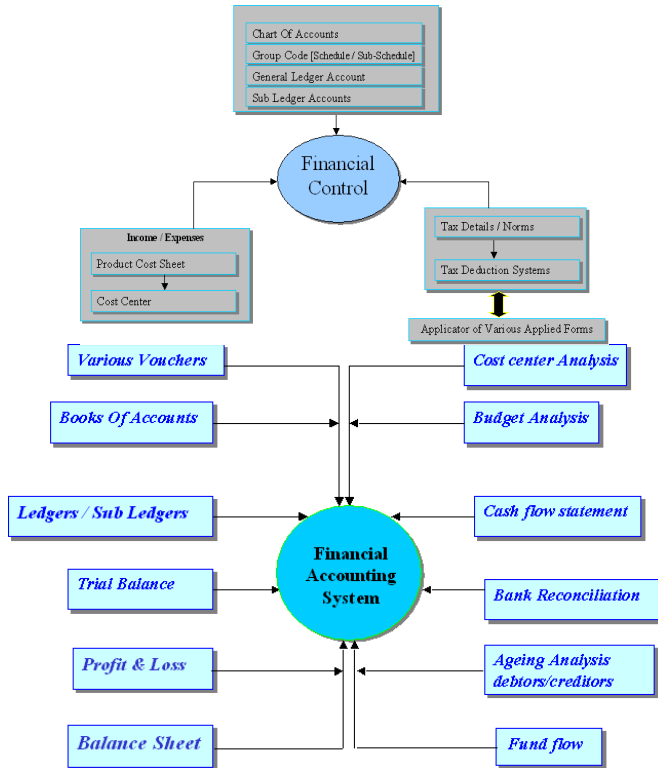 Chart Of Accounts
Group Code [Schedule / Sub-Schedule]
General Ledger Account
Sub Ledger Accounts
Financial
Control
Income / Expenses
Product Cost Sheet
Cost Center
Tax Details / Norms
Tax Deduction Systems
Applicator of Various Applied Forms
Various Vouchers
Cost center Analysis
Books Of Accounts
Budget Analysis
Ledgers / Sub Ledgers
Cash flow statement
Financial
Accounting
System
Trial Balance
Bank Reconciliation
Profit & Loss
Ageing Analysis
debtors/creditors
Balance Sheet
Fund flow